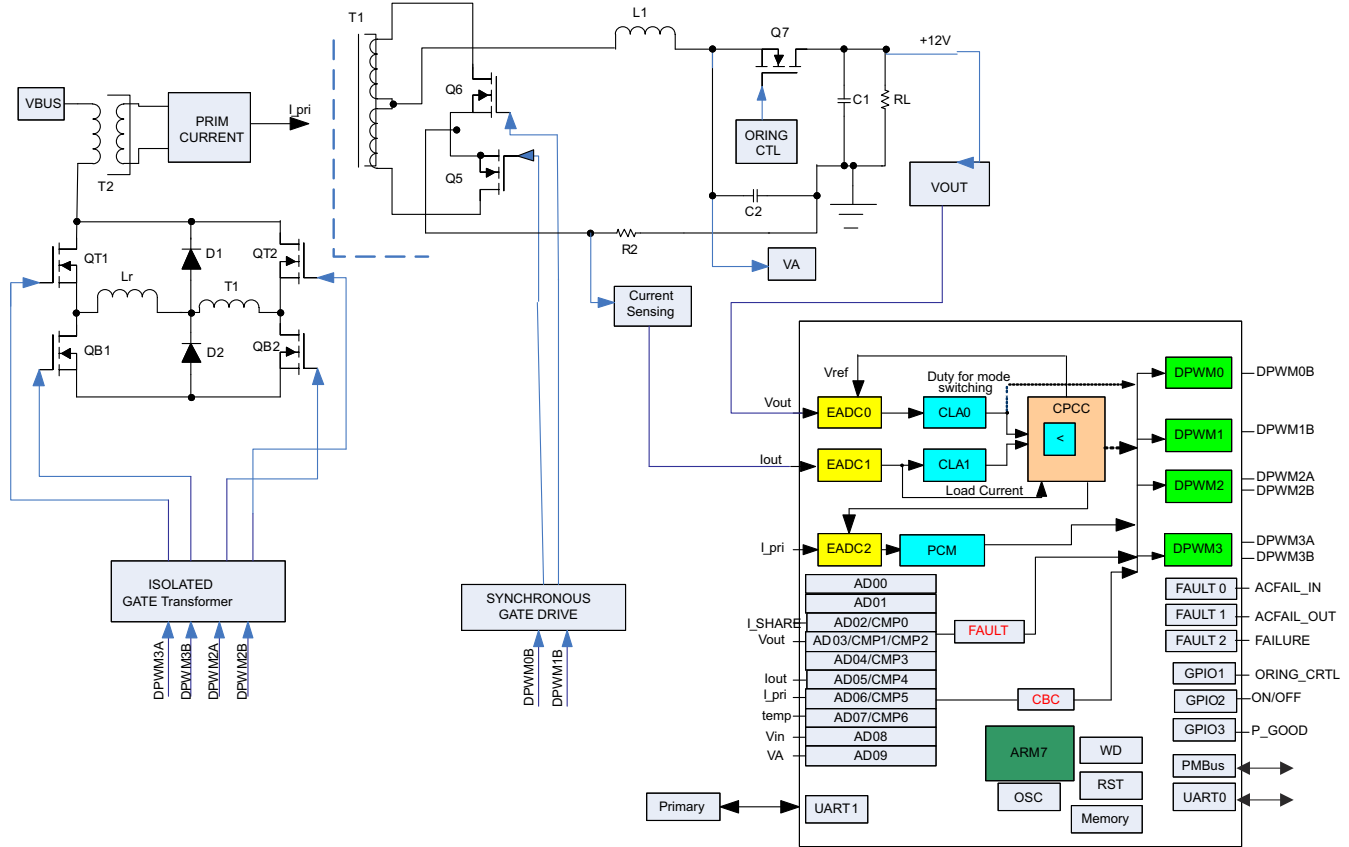 T1
L1
Q7
+12V
VBUS
PRIM
CURRENT
I_pri
T2
Q6
Q5
ORING
CTL
C1
RL
VOUT
C2
R2
VA
Current
Sensing
QT1
D1
QT2
Lr
T1
QB1
D2
QB2
ISOLATED
GATE Transformer
DPWM3A
DPWM3B
DPWM2A
DPWM2B
SYNCHRONOUS
GATE DRIVE
DPWM0B
DPWM1B
Vref
Duty for mode
switching
Vout
EADC0
CLA0
CPCC
<
Iout
EADC1
CLA1
Load Current
I_pri
EADC2
PCM
DPWM0
DPWM0B
DPWM1
DPWM1B
DPWM2
DPWM2A
DPWM2B
DPWM3
DPWM3A
DPWM3B
AD00
AD01
I_SHARE
AD02/CMP0
Vout
AD03/CMP1/CMP2
AD04/CMP3
Iout
AD05/CMP4
I_pri
AD06/CMP5
temp
AD07/CMP6
Vin
AD08
VA
AD09
FAULT
CBC
FAULT 0
ACFAIL_IN
FAULT 1
ACFAIL_OUT
FAULT 2
FAILURE
GPIO1
ORING_CRTL
GPIO2
ON/OFF
GPIO3
P_GOOD
ARM7
WD
RST
OSC
Memory
PMBus
UART0
Primary
UART1